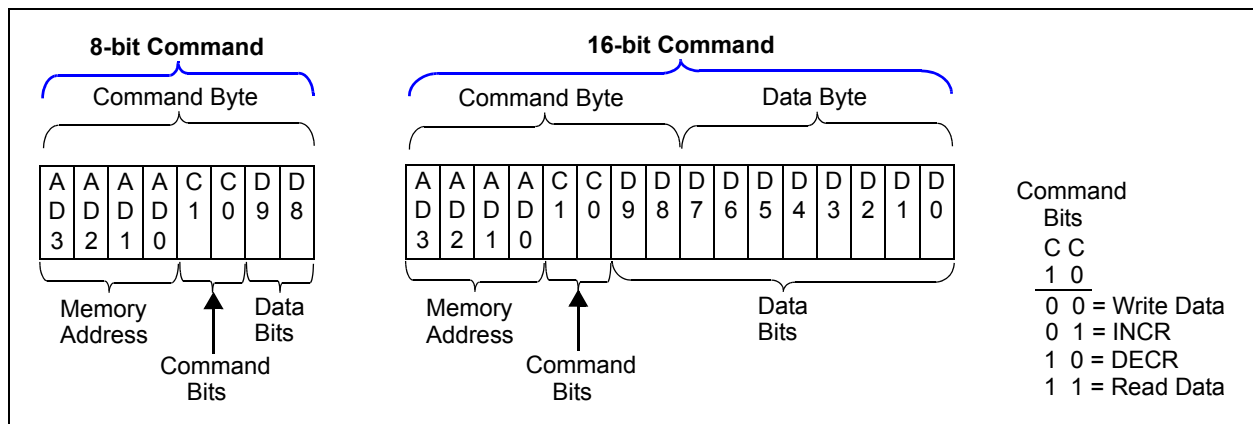 8-bit Command
16-bit Command
Command Byte
Command Byte
Data Byte
A A A A C C D D
D D D D 1 0 9 8
3 2 1 0
A A A A C C D D D D D D D D D D
D D D D 1 0 9 8 7 6 5 4 3 2 1 0
3 2 1 0
Memory
Address
Data
Bits
Command
Bits
Memory
Address
Data
Bits
Command
Bits
Command
Bits
C C
1 0
0 0 = Write Data
0 1 = INCR
1 0 = DECR
1 1 = Read Data